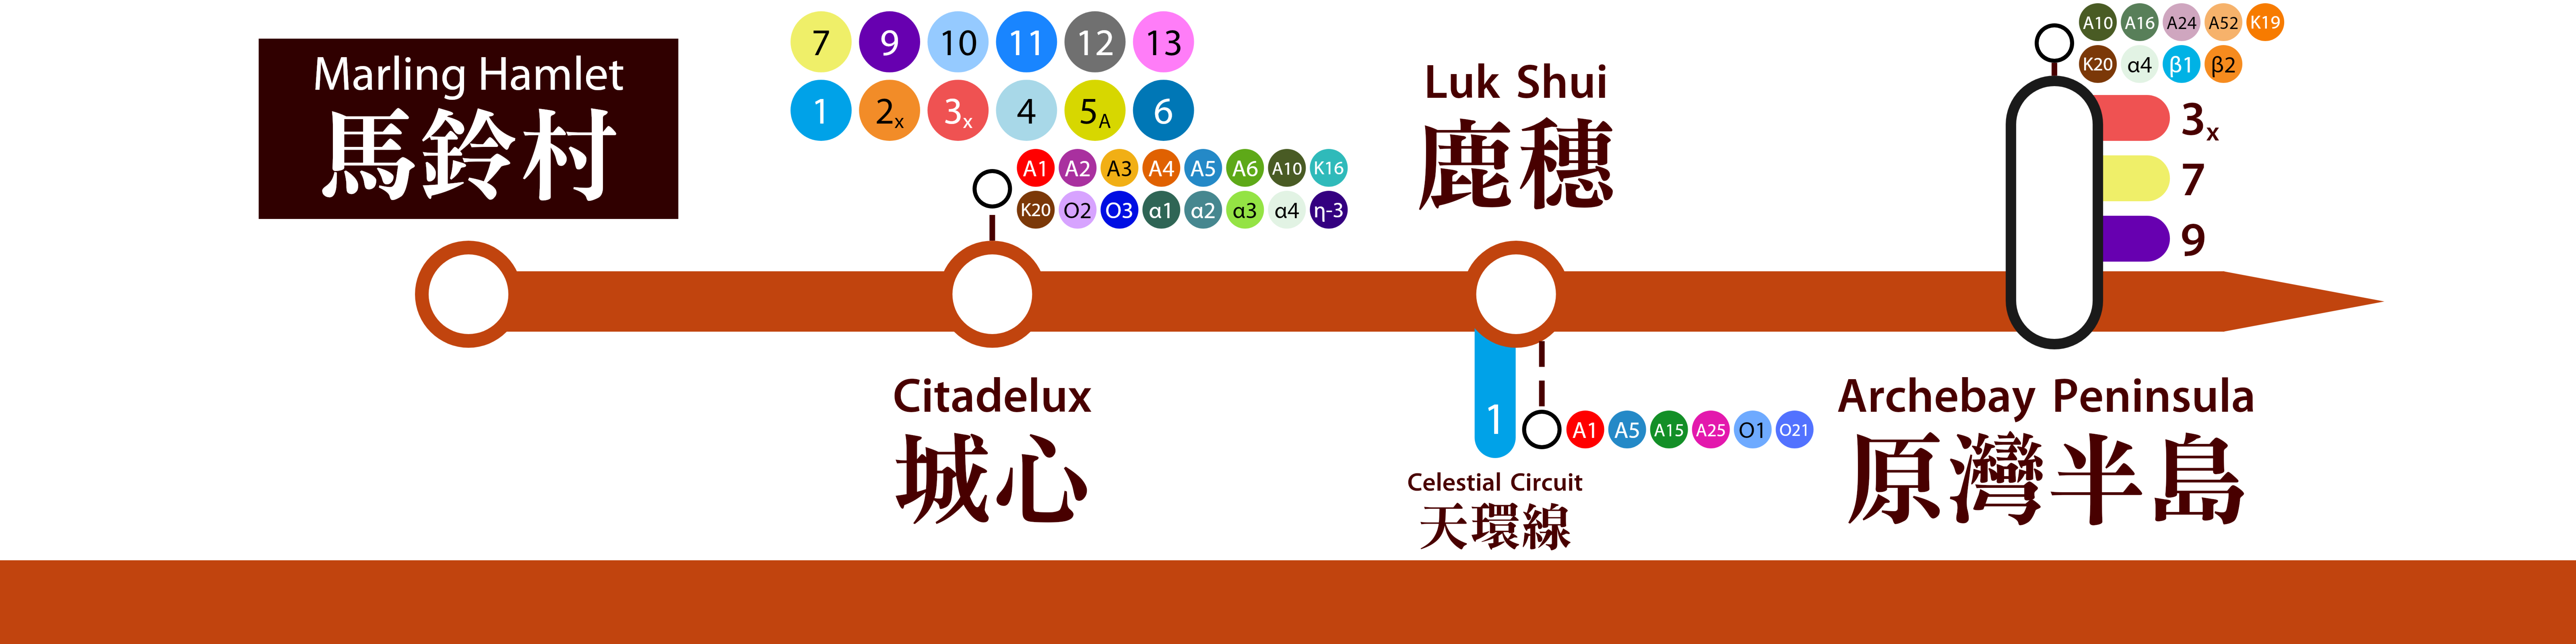 Marling Hamlet
馬鈴村
7 9 10 11 12 13
1 2x 3x 4 5A 6
A1 A2 A3 A4 A5 A6 A10 K16
K20 O2 O3 α1 α2 α3 α4 η-3
Citadelux
城心
Luk Shui
鹿穗
1
A1 A5 A15 A25 O1 O21
Celestial Circuit
天環線
A10 A16 A24 A52 K19
K20 α4 β1 β2
3x
7
9
Archebay Peninsula
原灣半島